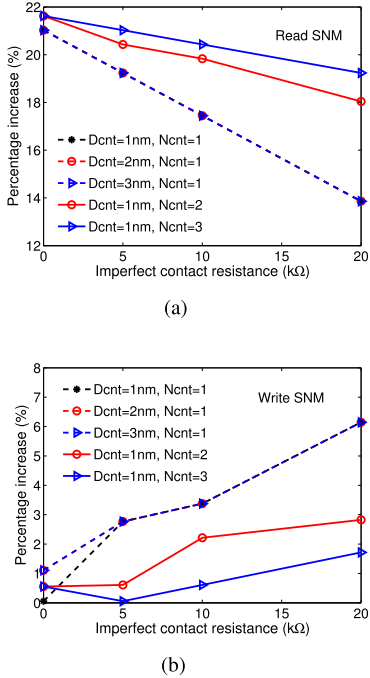 22
20
18
16
14
12
Percentage increase (%)
Read SNM
Dcnt=1nm, Ncnt=1
Dcnt=2nm, Ncnt=1
Dcnt=3nm, Ncnt=1
Dcnt=1nm, Ncnt=2
Dcnt=1nm, Ncnt=3
0 5 10 15 20
Imperfect contact resistance (kΩ)
(a)
8
7
6
5
4
3
2
1
0
Percentage increase (%)
Write SNM
Dcnt=1nm, Ncnt=1
Dcnt=2nm, Ncnt=1
Dcnt=3nm, Ncnt=1
Dcnt=1nm, Ncnt=2
Dcnt=1nm, Ncnt=3
0 5 10 15 20
Imperfect contact resistance (kΩ)
(b)